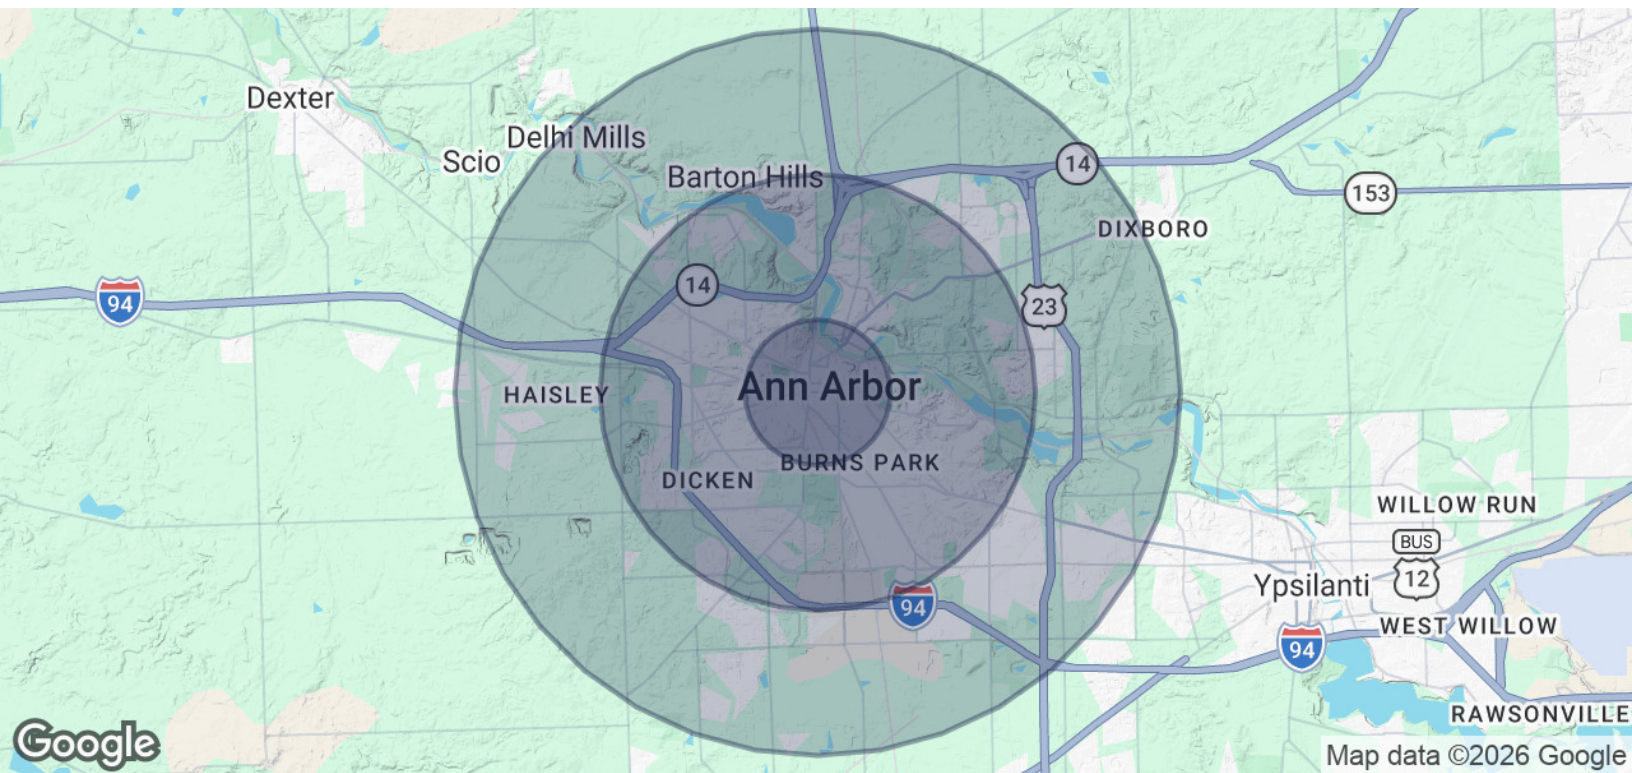 Dexter
Delhi Mills
Scio
Barton Hills
14
153
DIXBORO
94
14
23
HAISLEY
Ann Arbor
BURNS PARK
DICKEN
WILLOW RUN
BUS
12
Ypsilanti
94
WEST WILLOW
94
RAWSONVILLE
Google
Map data ©2026 Google